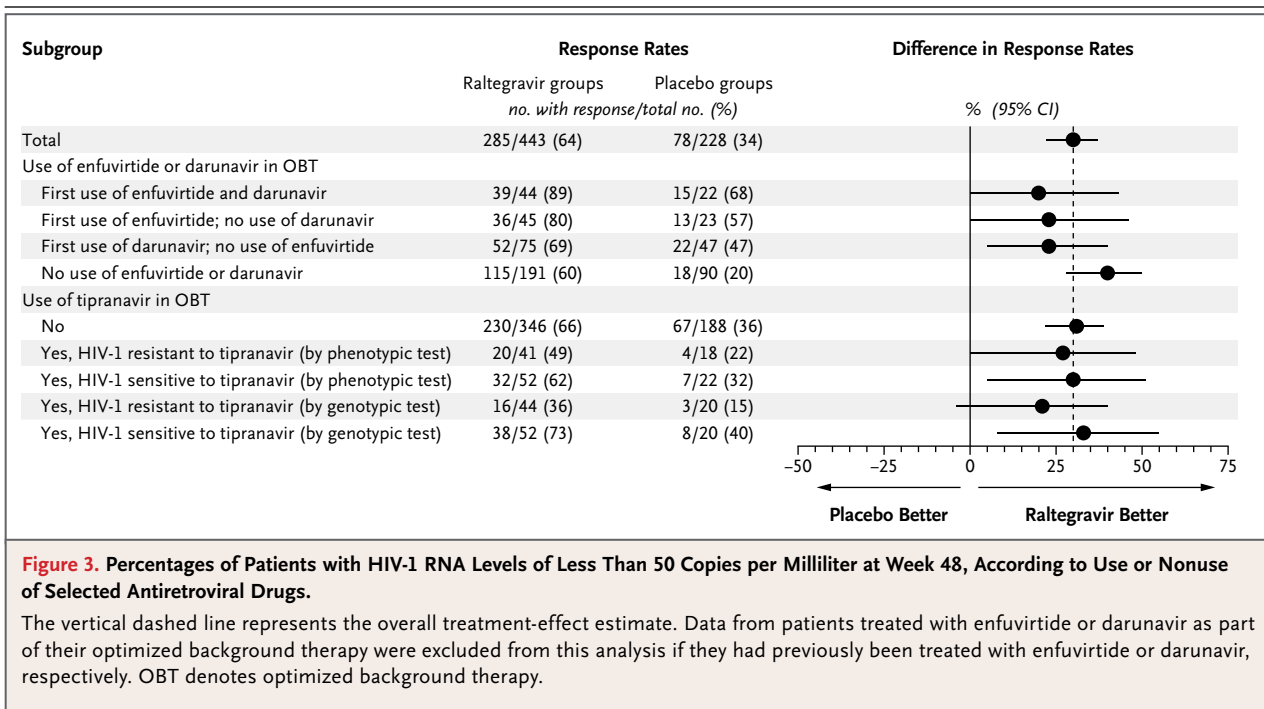 Subgroup Response Rates Difference in Response Rates
Raltegravir groups Placebo groups
no. with response/total no. (%) % (95% CI)
Total 285/443 (64) 78/228 (34)
Use of enfuvirtide or darunavir in OBT
First use of enfuvirtide and darunavir 39/44 (89) 15/22 (68)
First use of enfuvirtide; no use of darunavir 36/45 (80) 13/23 (57)
First use of darunavir; no use of enfuvirtide 52/75 (69) 22/47 (47)
No use of enfuvirtide or darunavir 115/191 (60) 18/90 (20)
Use of tipranavir in OBT
No 230/346 (66) 67/188 (36)
Yes, HIV-1 resistant to tipranavir (by phenotypic test) 20/41 (49) 4/18 (22)
Yes, HIV-1 sensitive to tipranavir (by phenotypic test) 32/52 (62) 7/22 (32)
Yes, HIV-1 resistant to tipranavir (by genotypic test) 16/44 (36) 3/20 (15)
Yes, HIV-1 sensitive to tipranavir (by genotypic test) 38/52 (73) 8/20 (40)
–50 –25 0 25 50 75
Placebo Better Raltegravir Better
Figure 3. Percentages of Patients with HIV-1 RNA Levels of Less Than 50 Copies per Milliliter at Week 48, According to Use or Nonuse
of Selected Antiretroviral Drugs.
The vertical dashed line represents the overall treatment-effect estimate. Data from patients treated with enfuvirtide or darunavir as part
of their optimized background therapy were excluded from this analysis if they had previously been treated with enfuvirtide or darunavir,
respectively. OBT denotes optimized background therapy.